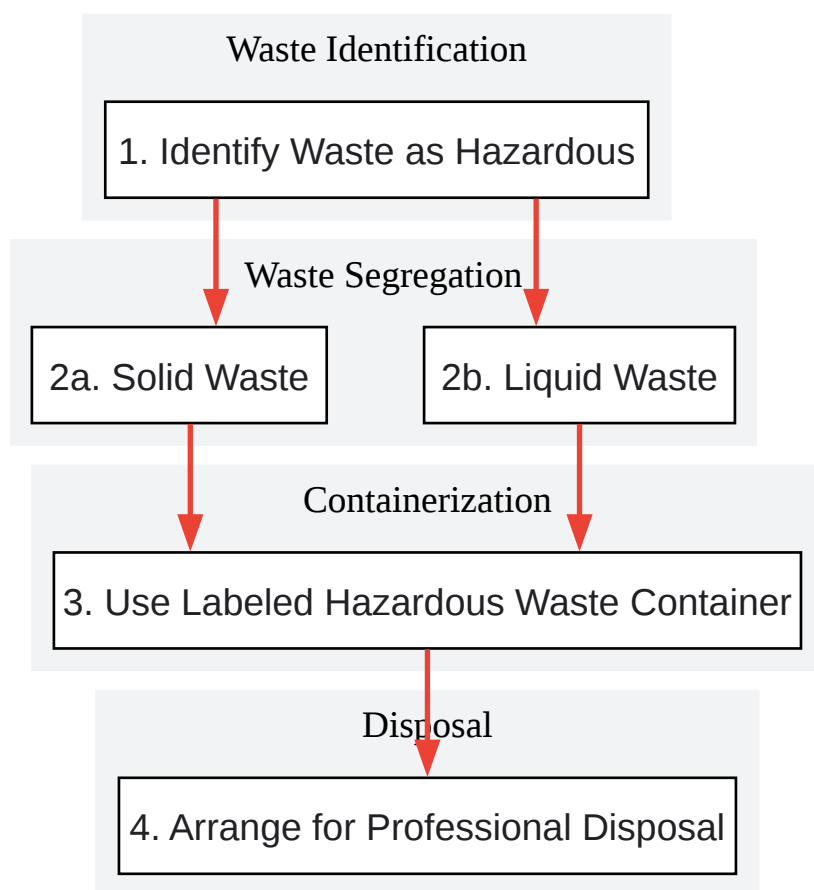 Waste Identification
1. Identify Waste as Hazardous
Waste Segregation
2a. Solid Waste
2b. Liquid Waste
Containerization
3. Use Labeled Hazardous Waste Container
Disposal
4. Arrange for Professional Disposal